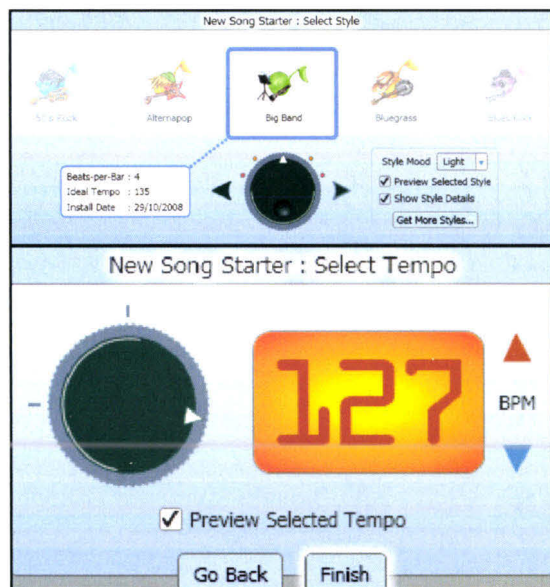 New Song Starter : Select Style
Alternapop
Big Band
Bluegrass
Beats-per-Bar : 4
Ideal Tempo : 135
Install Date : 29/10/2008
Style Mood Light
Preview Selected Style
Show Style Details
Get More Styles...
New Song Starter : Select Tempo
127
BPM
Preview Selected Tempo
Go Back Finish